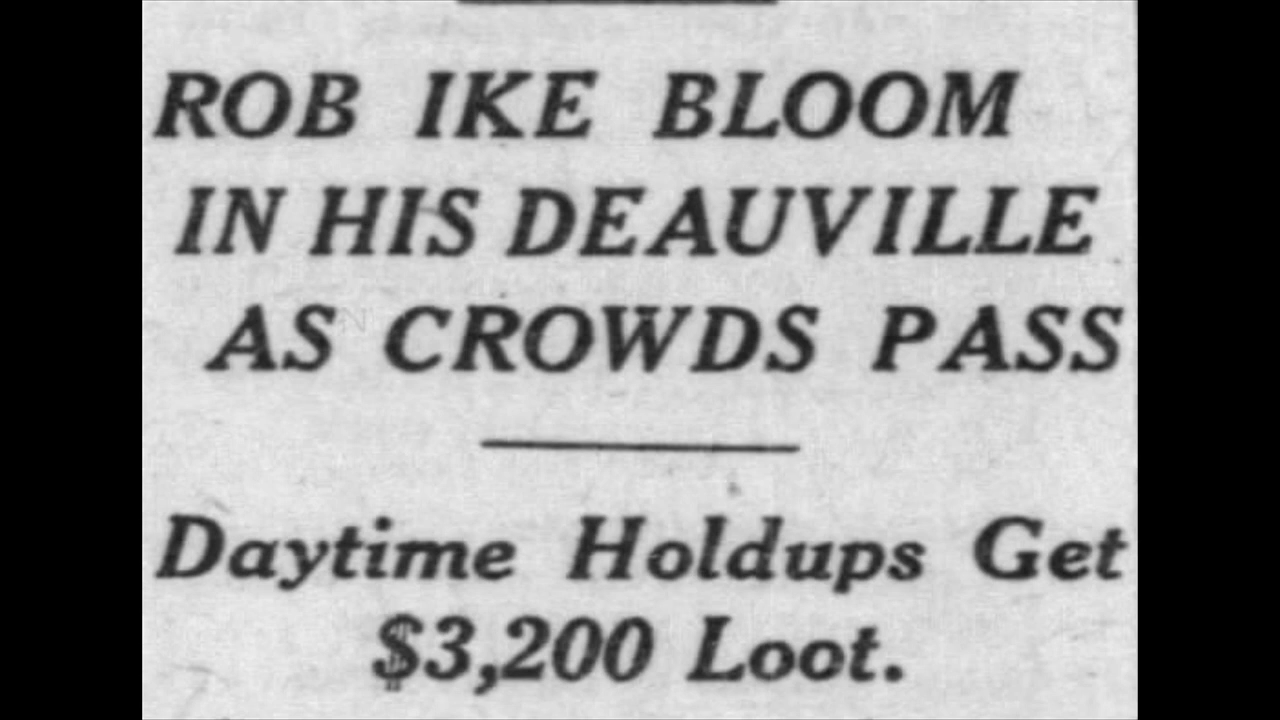 ROB IKE BLOOM
IN HIS DEAUVILLE
AS CROWDS PASS
Daytime Holdups Get
$3,200 Loot.